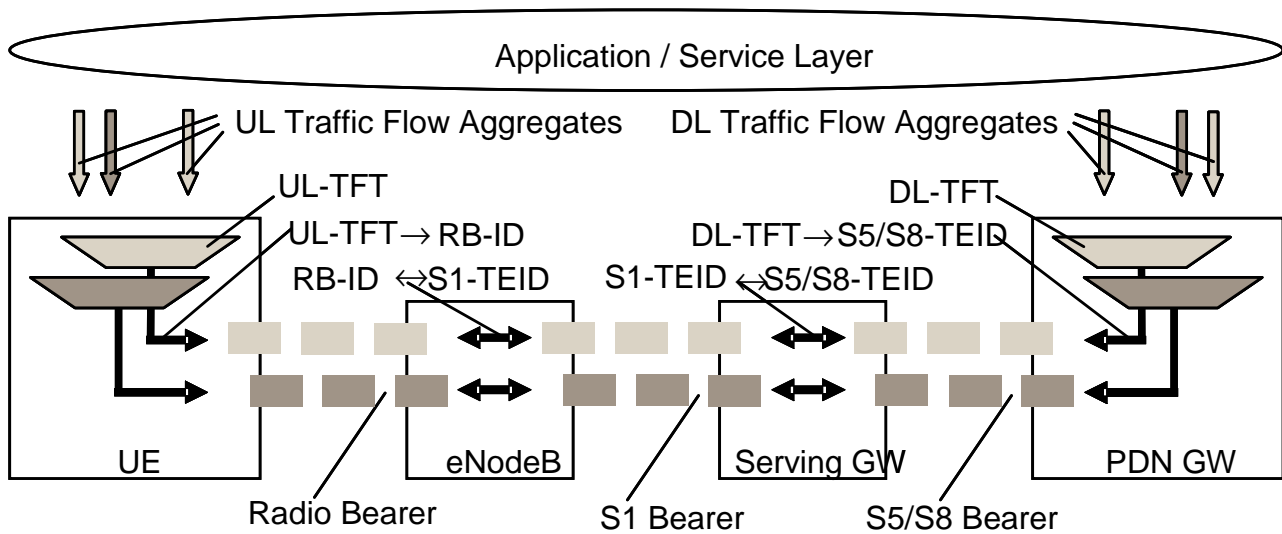 Application / Service Layer
UL Traffic Flow Aggregates
DL Traffic Flow Aggregates
UL-TFT
DL-TFT
UL-TFT→ RB-ID
DL-TFT→S5/S8-TEID
RB-ID ↔S1-TEID
S1-TEID ↔S5/S8-TEID
UE
eNodeB
Serving GW
PDN GW
Radio Bearer
S1 Bearer
S5/S8 Bearer